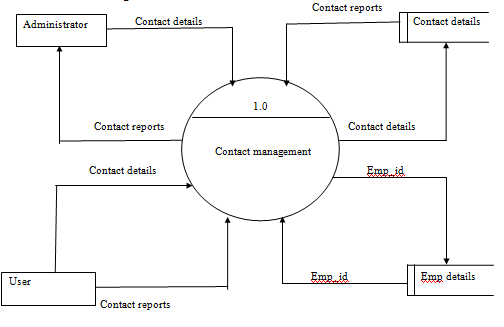 Contact reports
Administrator
Contact details
Contact details
1.0
Contact reports
Contact details
Contact management
Contact details
Emp_id
User
Emp_id
Emp details
Contact reports